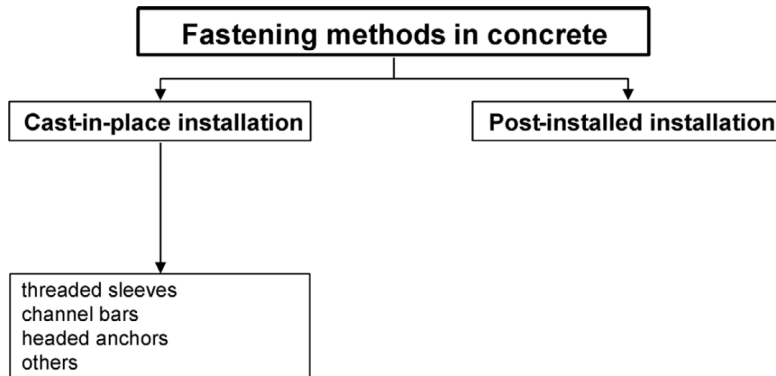 Fastening methods in concrete
Cast-in-place installation
Post-installed installation
threaded sleeves
channel bars
headed anchors
others